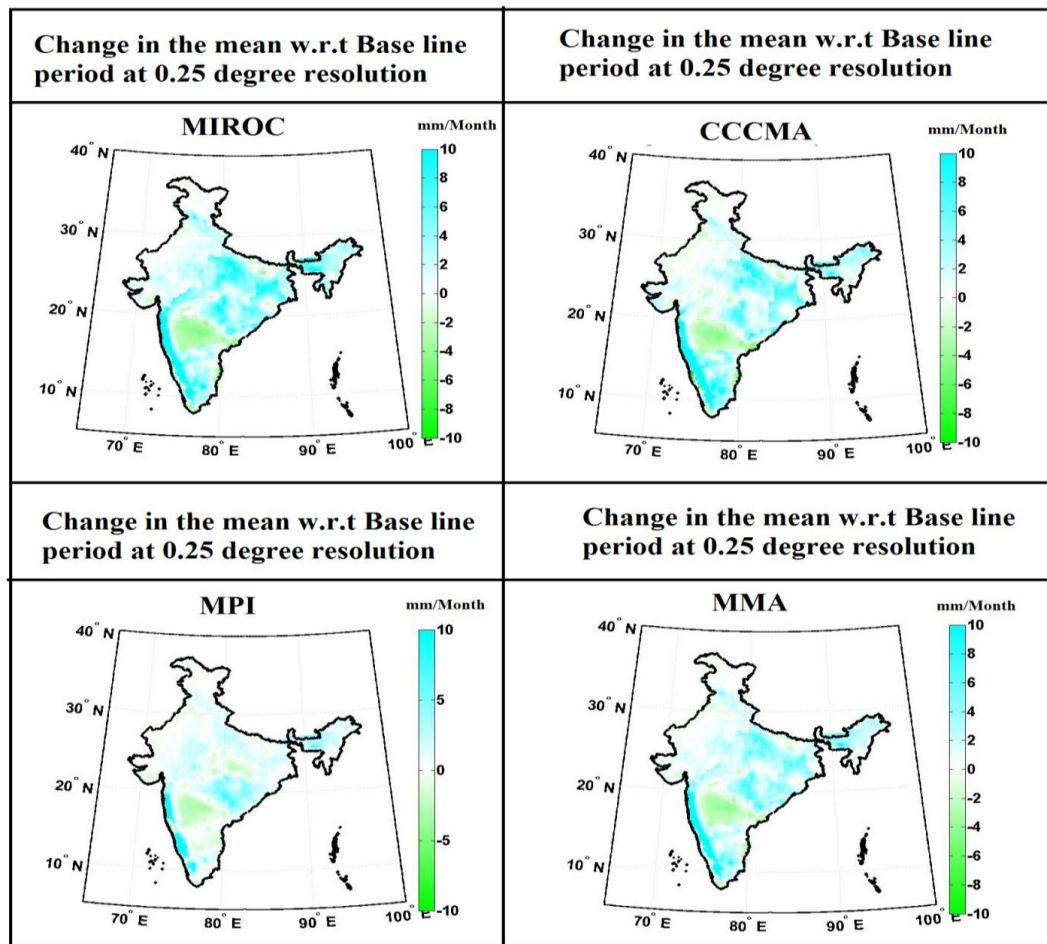 Change in the mean w.r.t Base line
period at 0.25 degree resolution
Change in the mean w.r.t Base line
period at 0.25 degree resolution
MIROC
mm/Month
40° N
30° N
20° N
10° N
70° E
80° E
90° E
100° E
10
8
6
4
2
0
-2
-4
-6
-8
-10
CCCMA
mm/Month
40° N
30° N
20° N
10° N
70° E
80° E
90° E
100° E
10
8
6
4
2
0
-2
-4
-6
-8
-10
Change in the mean w.r.t Base line
period at 0.25 degree resolution
Change in the mean w.r.t Base line
period at 0.25 degree resolution
MPI
mm/Month
40° N
30° N
20° N
10° N
70° E
80° E
90° E
100° E
10
5
0
-5
-10
MMA
mm/Month
40° N
30° N
20° N
10° N
70° E
80° E
90° E
100° E
10
8
6
4
2
0
-2
-4
-6
-8
-10